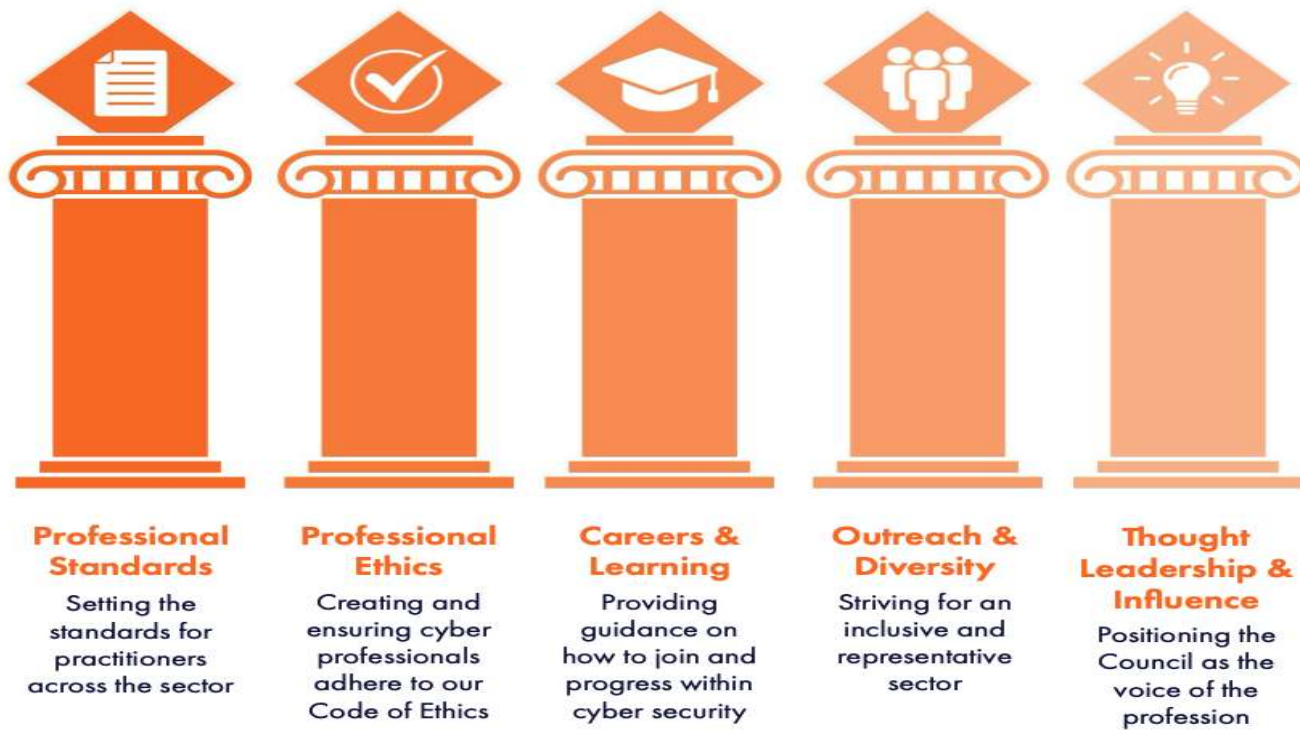 Professional
Standards
Setting the
standards for
practitioners
across the sector
Professional
Ethics
Creating and
ensuring cyber
professionals
adhere to our
Code of Ethics
Careers &
Learning
Providing
guidance on
how to join and
progress within
cyber security
Outreach &
Diversity
Striving for an
inclusive and
representative
sector
Thought
Leadership &
Influence
Positioning the
Council as the
voice of the
profession